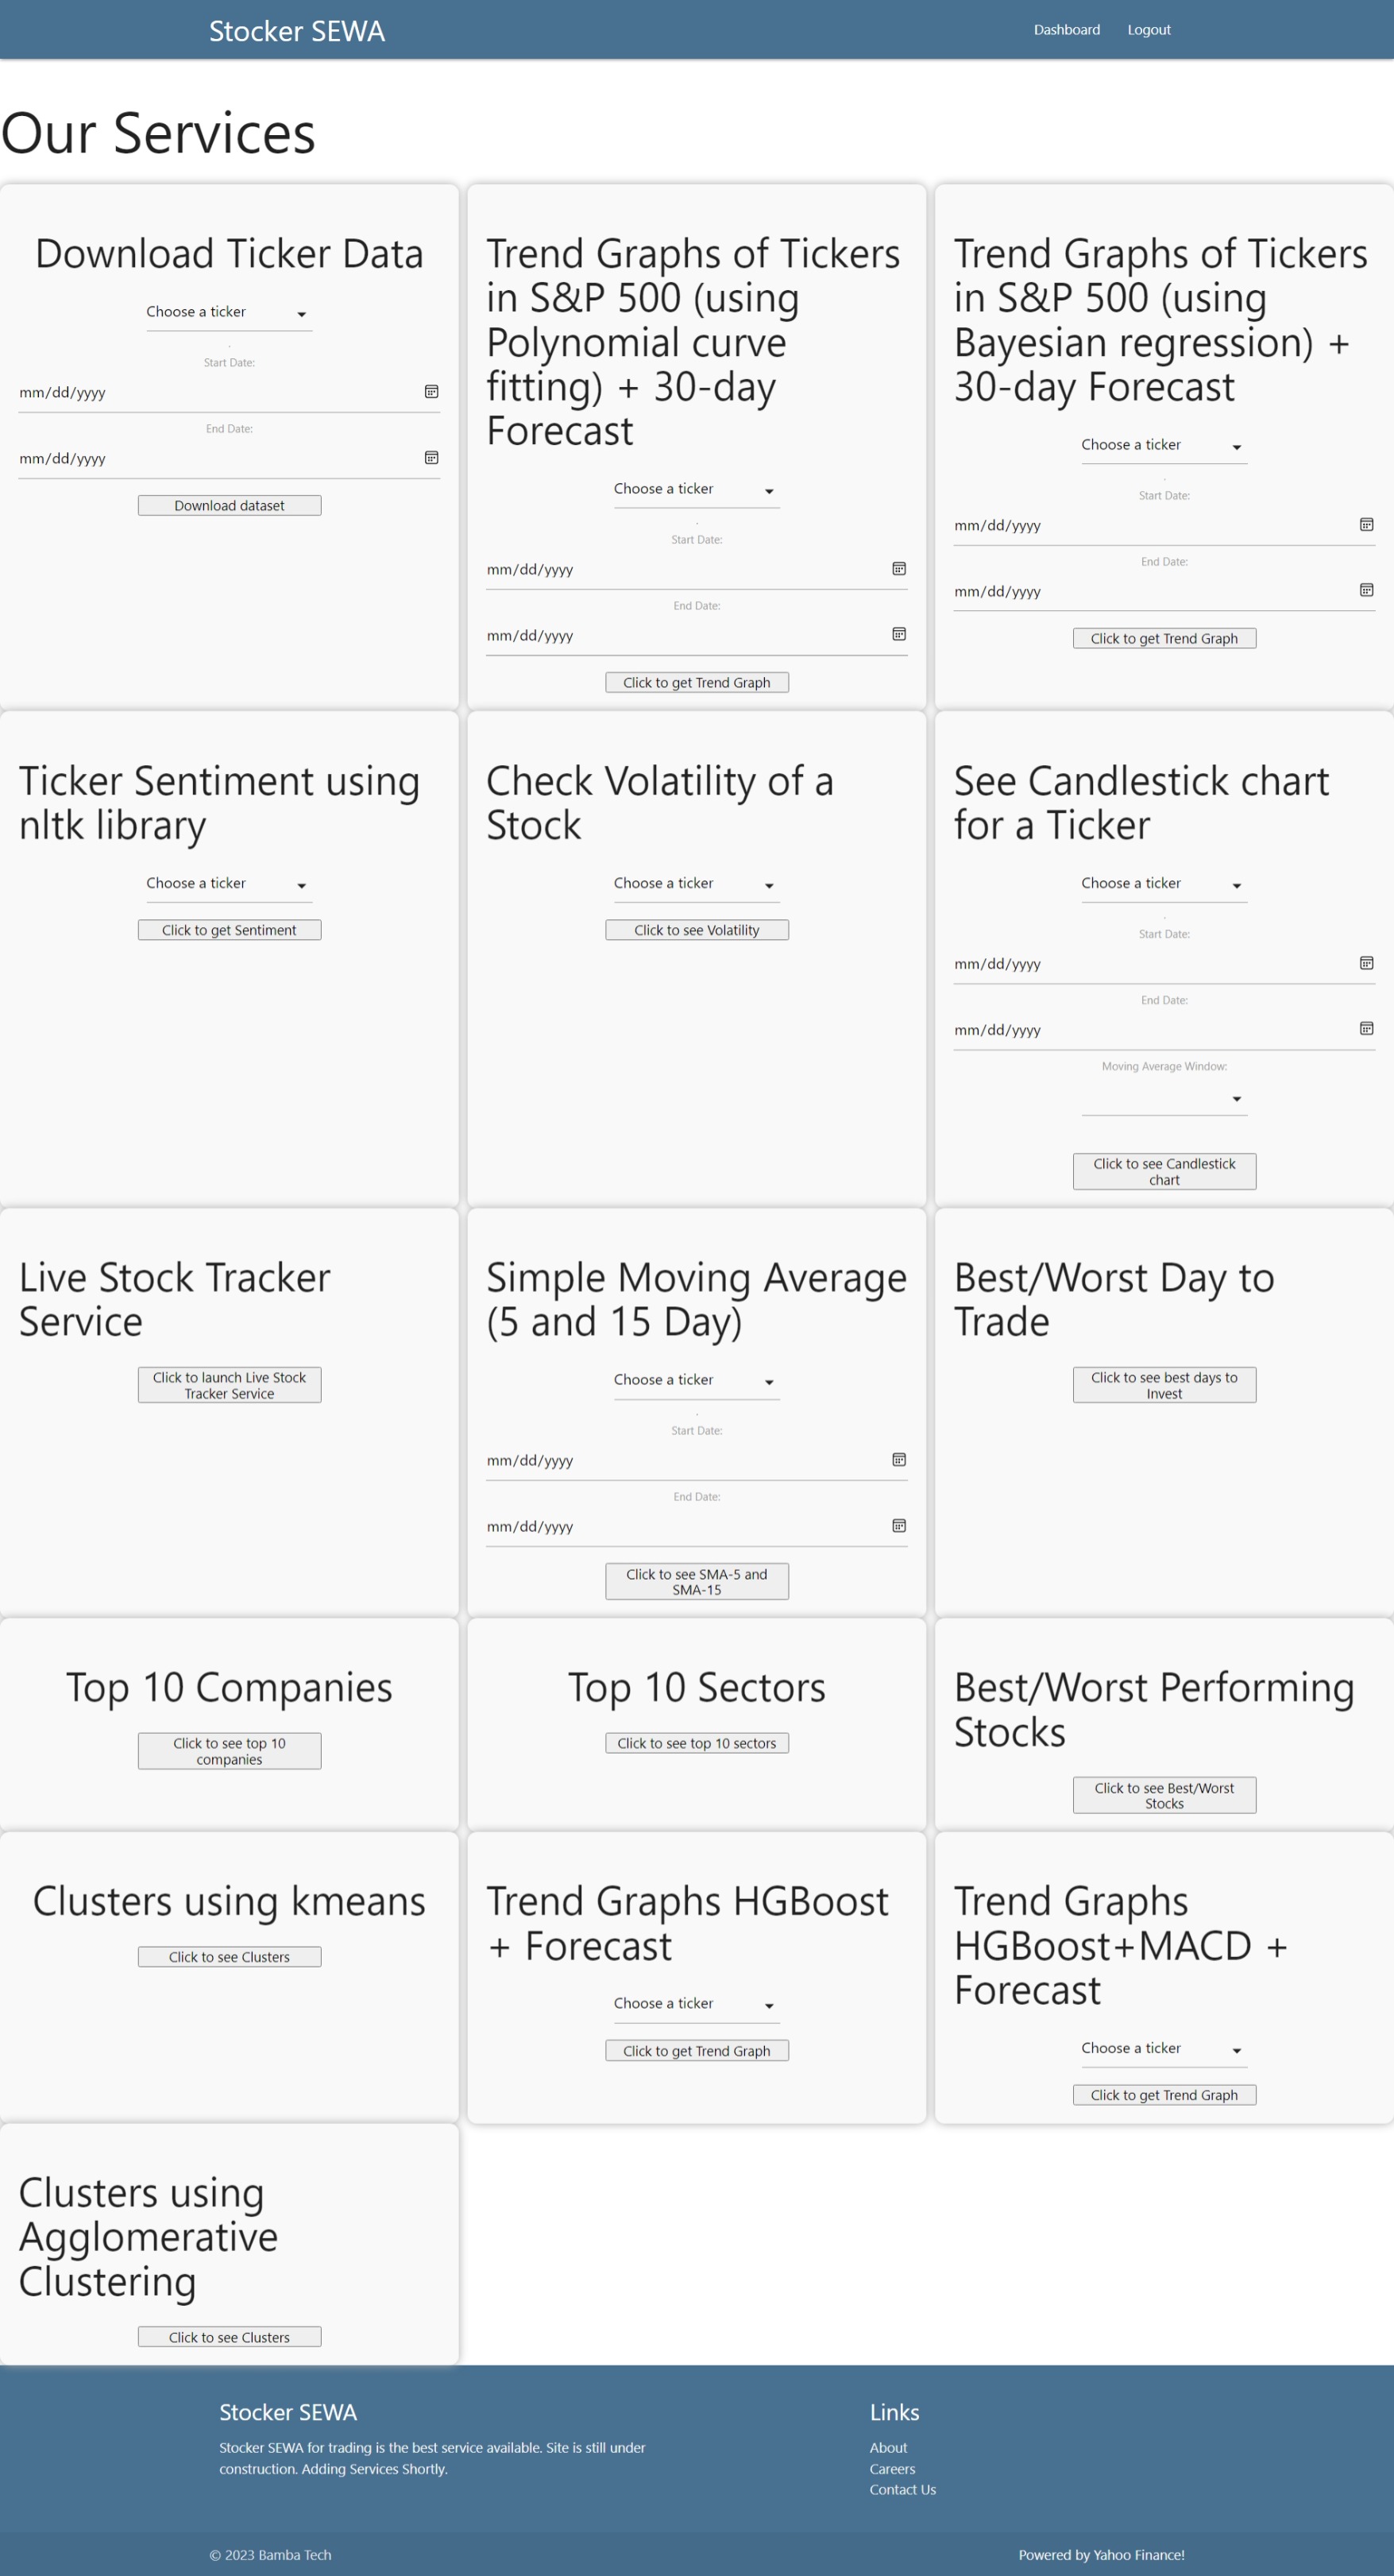 Stocker SEWA
Dashboard
Logout
Our Services
Download Ticker Data
Choose a ticker
.
Start Date:
mm/dd/yyyy
End Date:
mm/dd/yyyy
Download dataset
Trend Graphs of Tickers
in S&P 500 (using
Polynomial curve
fitting) + 30-day
Forecast
Choose a ticker
.
Start Date:
mm/dd/yyyy
End Date:
mm/dd/yyyy
Click to get Trend Graph
Trend Graphs of Tickers
in S&P 500 (using
Bayesian regression) +
30-day Forecast
Choose a ticker
.
Start Date:
mm/dd/yyyy
End Date:
mm/dd/yyyy
Click to get Trend Graph
Ticker Sentiment using
nltk library
Choose a ticker
Click to get Sentiment
Check Volatility of a
Stock
Choose a ticker
Click to see Volatility
See Candlestick chart
for a Ticker
Choose a ticker
.
Start Date:
mm/dd/yyyy
End Date:
mm/dd/yyyy
Moving Average Window:
Click to see Candlestick
chart
Live Stock Tracker
Service
Click to launch Live Stock
Tracker Service
Simple Moving Average
(5 and 15 Day)
Choose a ticker
.
Start Date:
mm/dd/yyyy
End Date:
mm/dd/yyyy
Click to see SMA-5 and
SMA-15
Best/Worst Day to
Trade
Click to see best days to
Invest
Top 10 Companies
Click to see top 10
companies
Top 10 Sectors
Click to see top 10 sectors
Best/Worst Performing
Stocks
Click to see Best/Worst
Stocks
Clusters using kmeans
Click to see Clusters
Trend Graphs HGBoost
+ Forecast
Choose a ticker
Click to get Trend Graph
Trend Graphs
HGBoost+MACD +
Forecast
Choose a ticker
Click to get Trend Graph
Clusters using
Agglomerative
Clustering
Click to see Clusters
Stocker SEWA
Stocker SEWA for trading is the best service available. Site is still under
construction. Adding Services Shortly.
Links
About
Careers
Contact Us
© 2023 Bamba Tech
Powered by Yahoo Finance!